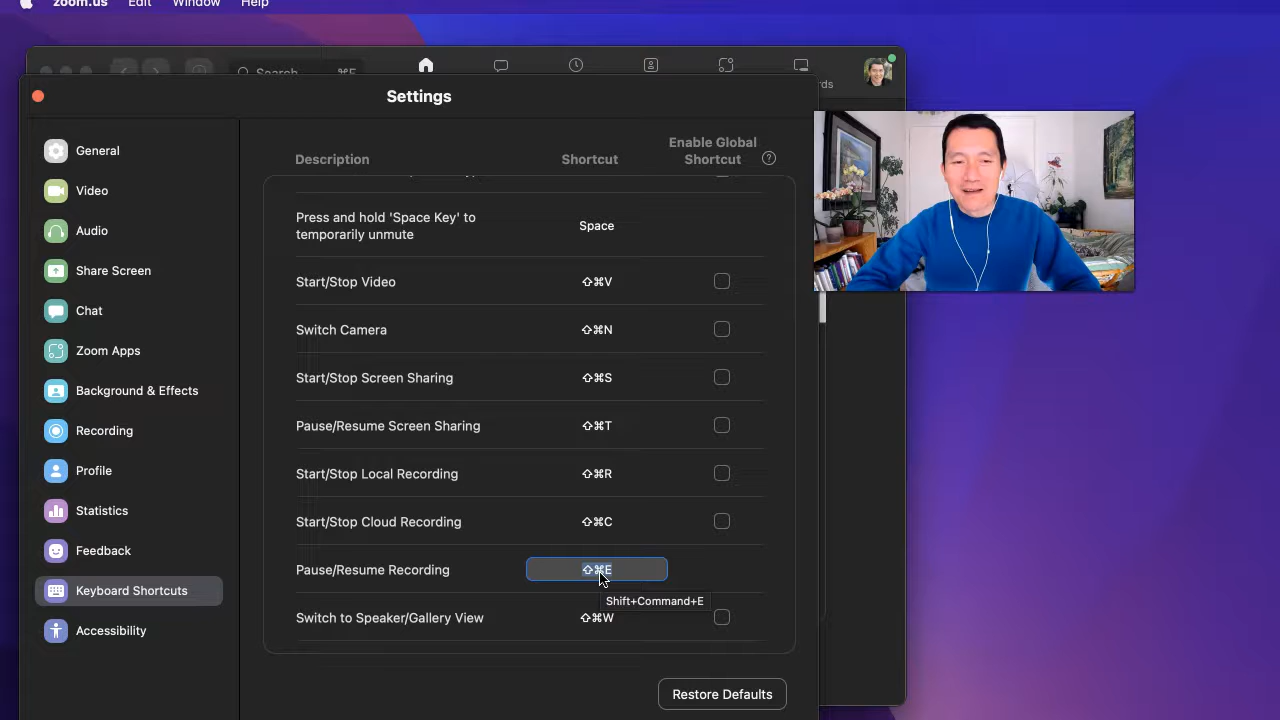 zoom.us Edit Window Help
Search ⌘F
ds
Settings
General
Video
Audio
Share Screen
Chat
Zoom Apps
Background & Effects
Recording
Profile
Statistics
Feedback
Keyboard Shortcuts
Accessibility
Description Shortcut Enable Global
Shortcut ?
Press and hold 'Space Key' to
temporarily unmute Space
Start/Stop Video ⇧⌘V
Switch Camera ⇧⌘N
Start/Stop Screen Sharing ⇧⌘S
Pause/Resume Screen Sharing ⇧⌘T
Start/Stop Local Recording ⇧⌘R
Start/Stop Cloud Recording ⇧⌘C
Pause/Resume Recording ⇧⌘E
Shift+Command+E
Switch to Speaker/Gallery View ⇧⌘W
Restore Defaults